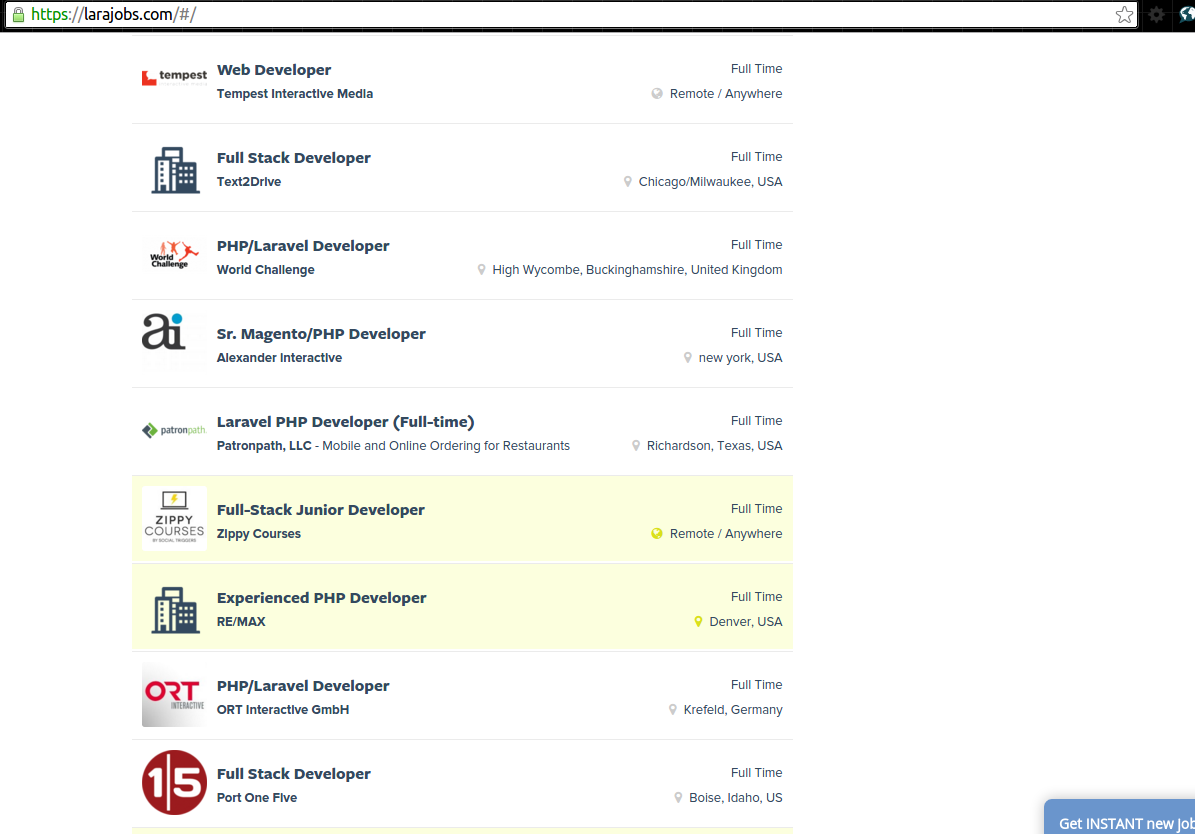 https://larajobs.com/#/
tempest
Web Developer
Full Time
Tempest Interactive Media
Remote / Anywhere
Full Stack Developer
Full Time
Text2Drive
Chicago/Milwaukee, USA
World
Challenge
PHP/Laravel Developer
Full Time
World Challenge
High Wycombe, Buckinghamshire, United Kingdom
ai
Sr. Magento/PHP Developer
Full Time
Alexander Interactive
new york, USA
patronpath.
Laravel PHP Developer (Full-time)
Full Time
Patronpath, LLC - Mobile and Online Ordering for Restaurants
Richardson, Texas, USA
ZIPPY
COURSES
BY SOCIAL TRIGGERS
Full-Stack Junior Developer
Full Time
Zippy Courses
Remote / Anywhere
Experienced PHP Developer
Full Time
RE/MAX
Denver, USA
ORT
INTERACTIVE
PHP/Laravel Developer
Full Time
ORT Interactive GmbH
Krefeld, Germany
1|5
Full Stack Developer
Full Time
Port One Five
Boise, Idaho, US
Get INSTANT new job